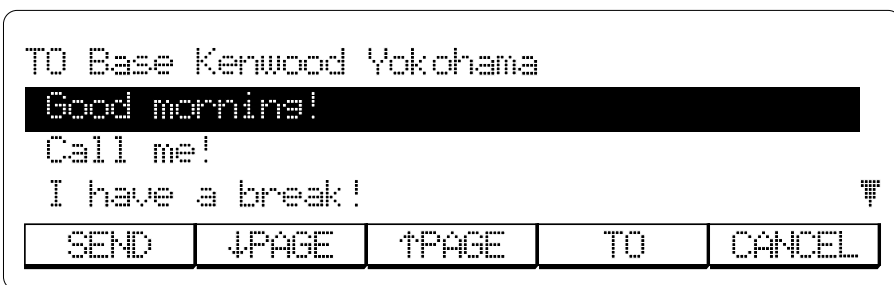 TO Base Kenwood Yokohama
Good morning!
Call me!
I have a break!
SEND ↓PAGE ↑PAGE TO CANCEL